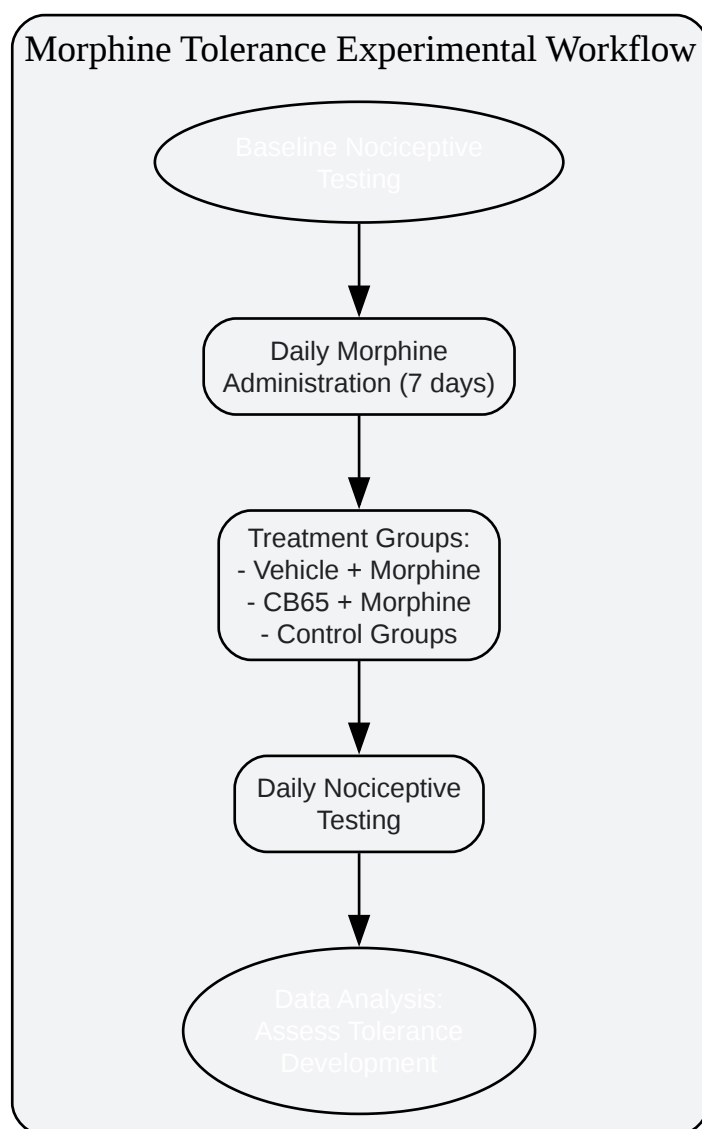 Morphine Tolerance Experimental Workflow
Baseline Nociceptive
Testing
Daily Morphine
Administration (7 days)
Treatment Groups:
- Vehicle + Morphine
- CB65 + Morphine
- Control Groups
Daily Nociceptive
Testing
Data Analysis:
Assess Tolerance
Development